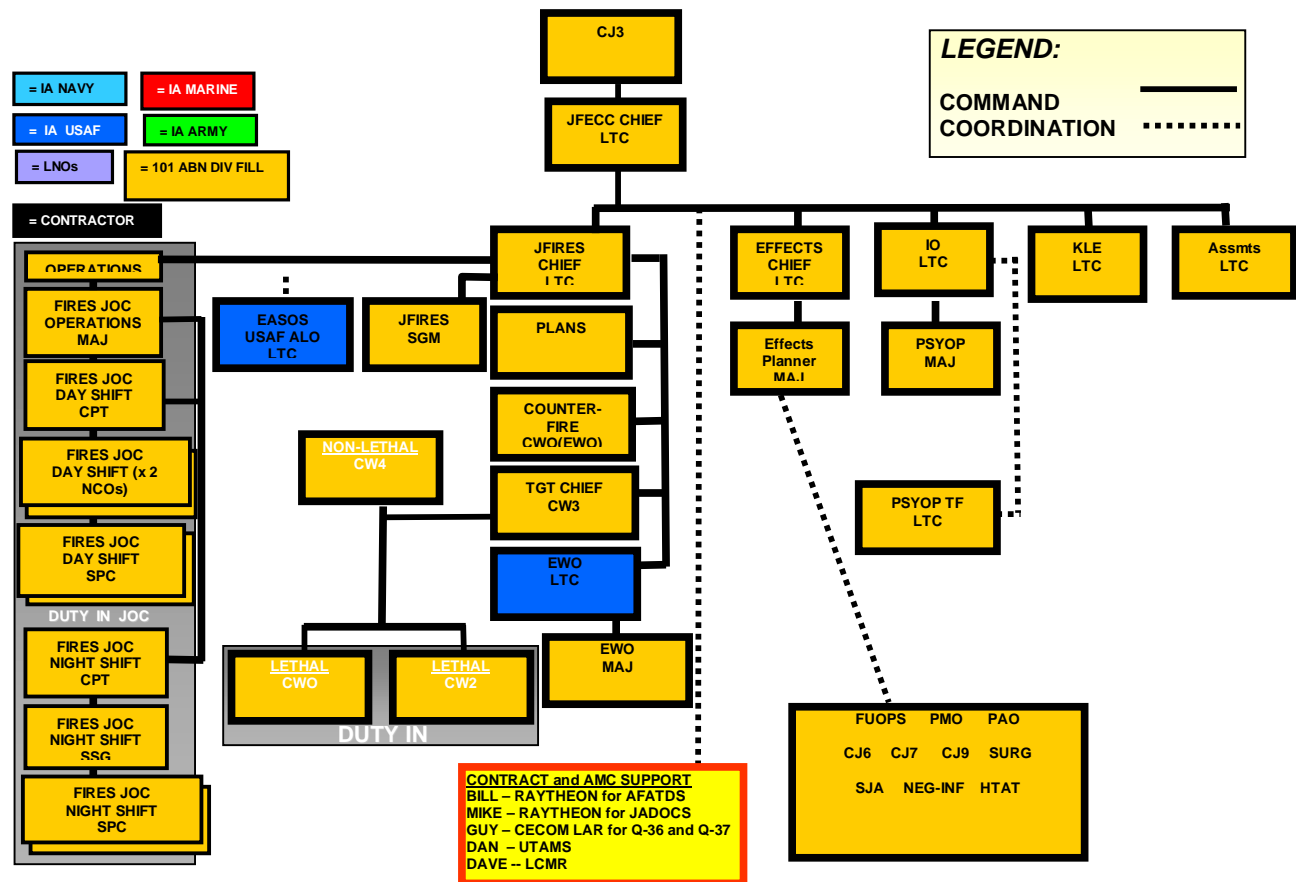 CJ3
LEGEND:
COMMAND
COORDINATION
= IA NAVY
= IA MARINE
= IA USAF
= IA ARMY
= LNOs
= 101 ABN DIV FILL
= CONTRACTOR
JFECC CHIEF
LTC
OPERATIONS
FIRES JOC
OPERATIONS
MAJ
FIRES JOC
DAY SHIFT
CPT
FIRES JOC
DAY SHIFT (x 2
NCOs)
FIRES JOC
DAY SHIFT
SPC
DUTY IN JOC
FIRES JOC
NIGHT SHIFT
CPT
FIRES JOC
NIGHT SHIFT
SSG
FIRES JOC
NIGHT SHIFT
SPC
EASOS
USAF ALO
LTC
JFIRES
SGM
JFIRES
CHIEF
LTC
PLANS
COUNTER-
FIRE
CWO(EWO)
NON-LETHAL
CW4
TGT CHIEF
CW3
EWO
LTC
EWO
MAJ
LETHAL
CWO
LETHAL
CW2
DUTY IN
EFFECTS
CHIEF
LTC
Effects
Planner
MAJ
IO
LTC
PSYOP
MAJ
PSYOP TF
LTC
KLE
LTC
Assmts
LTC
CONTRACT and AMC SUPPORT
BILL – RAYTHEON for AFATDS
MIKE – RAYTHEON for JADOCS
GUY – CECOM LAR for Q-36 and Q-37
DAN – UTAMS
DAVE -- LCMR
FUOPS PMO PAO
CJ6 CJ7 CJ9 SURG
SJA NEG-INF HTAT